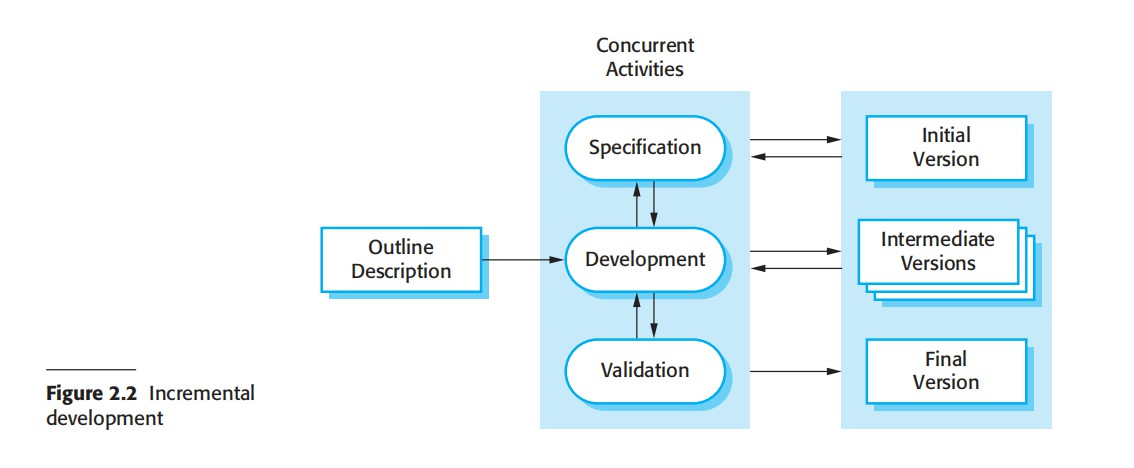 Concurrent
Activities
Specification
Initial
Version
Outline
Description
Development
Intermediate
Versions
Validation
Final
Version
Figure 2.2 Incremental
development